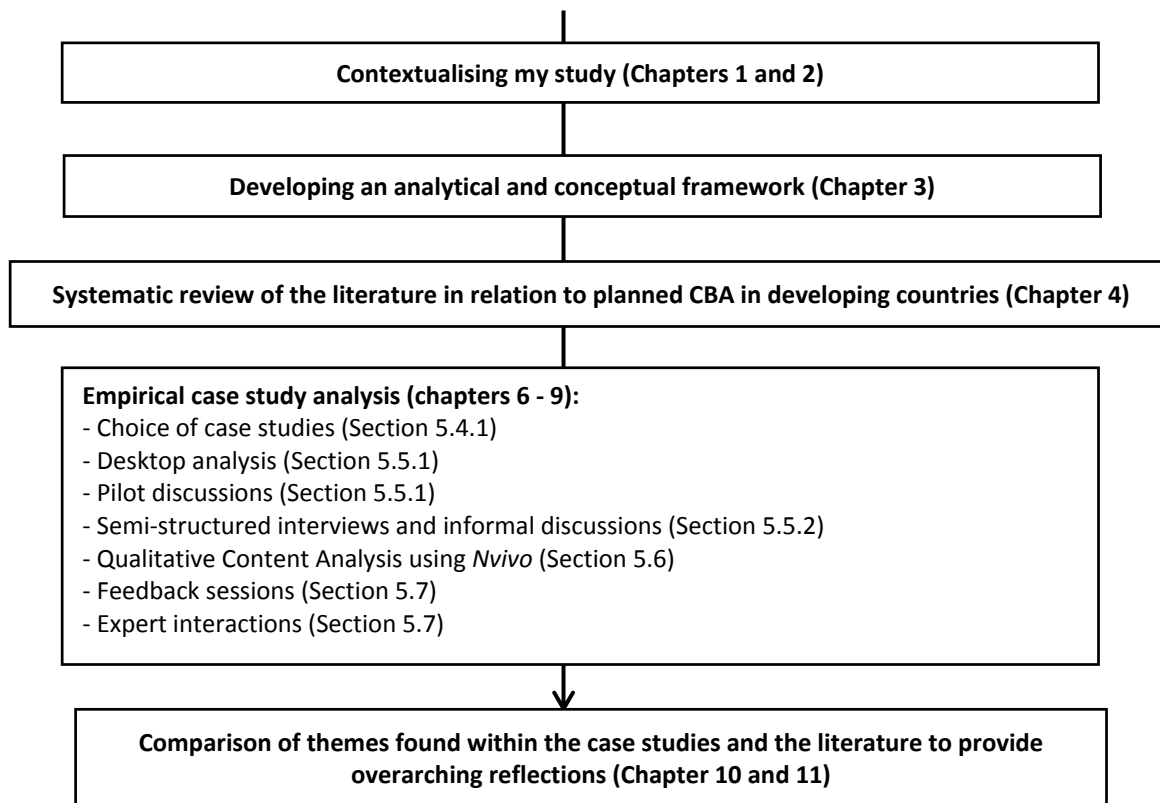 Contextualising my study (Chapters 1 and 2)
Developing an analytical and conceptual framework (Chapter 3)
Systematic review of the literature in relation to planned CBA in developing countries (Chapter 4)
Empirical case study analysis (chapters 6 - 9):
- Choice of case studies (Section 5.4.1)
- Desktop analysis (Section 5.5.1)
- Pilot discussions (Section 5.5.1)
- Semi-structured interviews and informal discussions (Section 5.5.2)
- Qualitative Content Analysis using Nvivo (Section 5.6)
- Feedback sessions (Section 5.7)
- Expert interactions (Section 5.7)
Comparison of themes found within the case studies and the literature to provide
overarching reflections (Chapter 10 and 11)